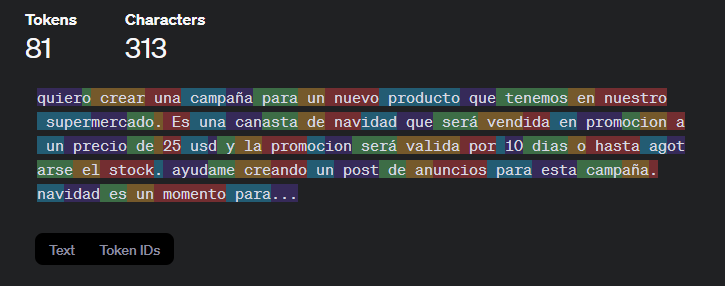 Tokens Characters
81 313
quiero crear una campaña para un nuevo producto que tenemos en nuestro
supermercado. Es una canasta de navidad que será vendida en promocion a
un precio de 25 usd y la promocion será valida por 10 dias o hasta agot
arse el stock. ayudame creando un post de anuncios para esta campaña.
navidad es un momento para...
Text Token IDs